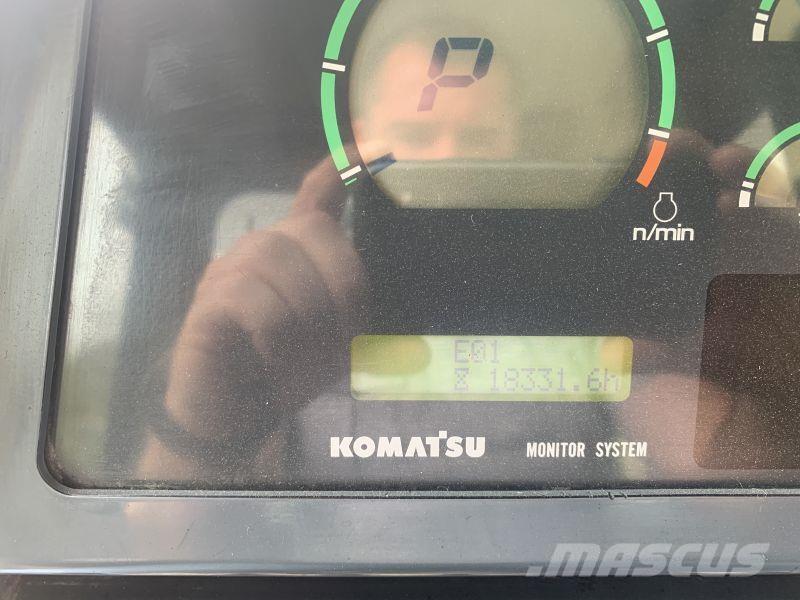 P
n/min
E01
18331.6h
KOMATSU MONITOR SYSTEM
MASCUS